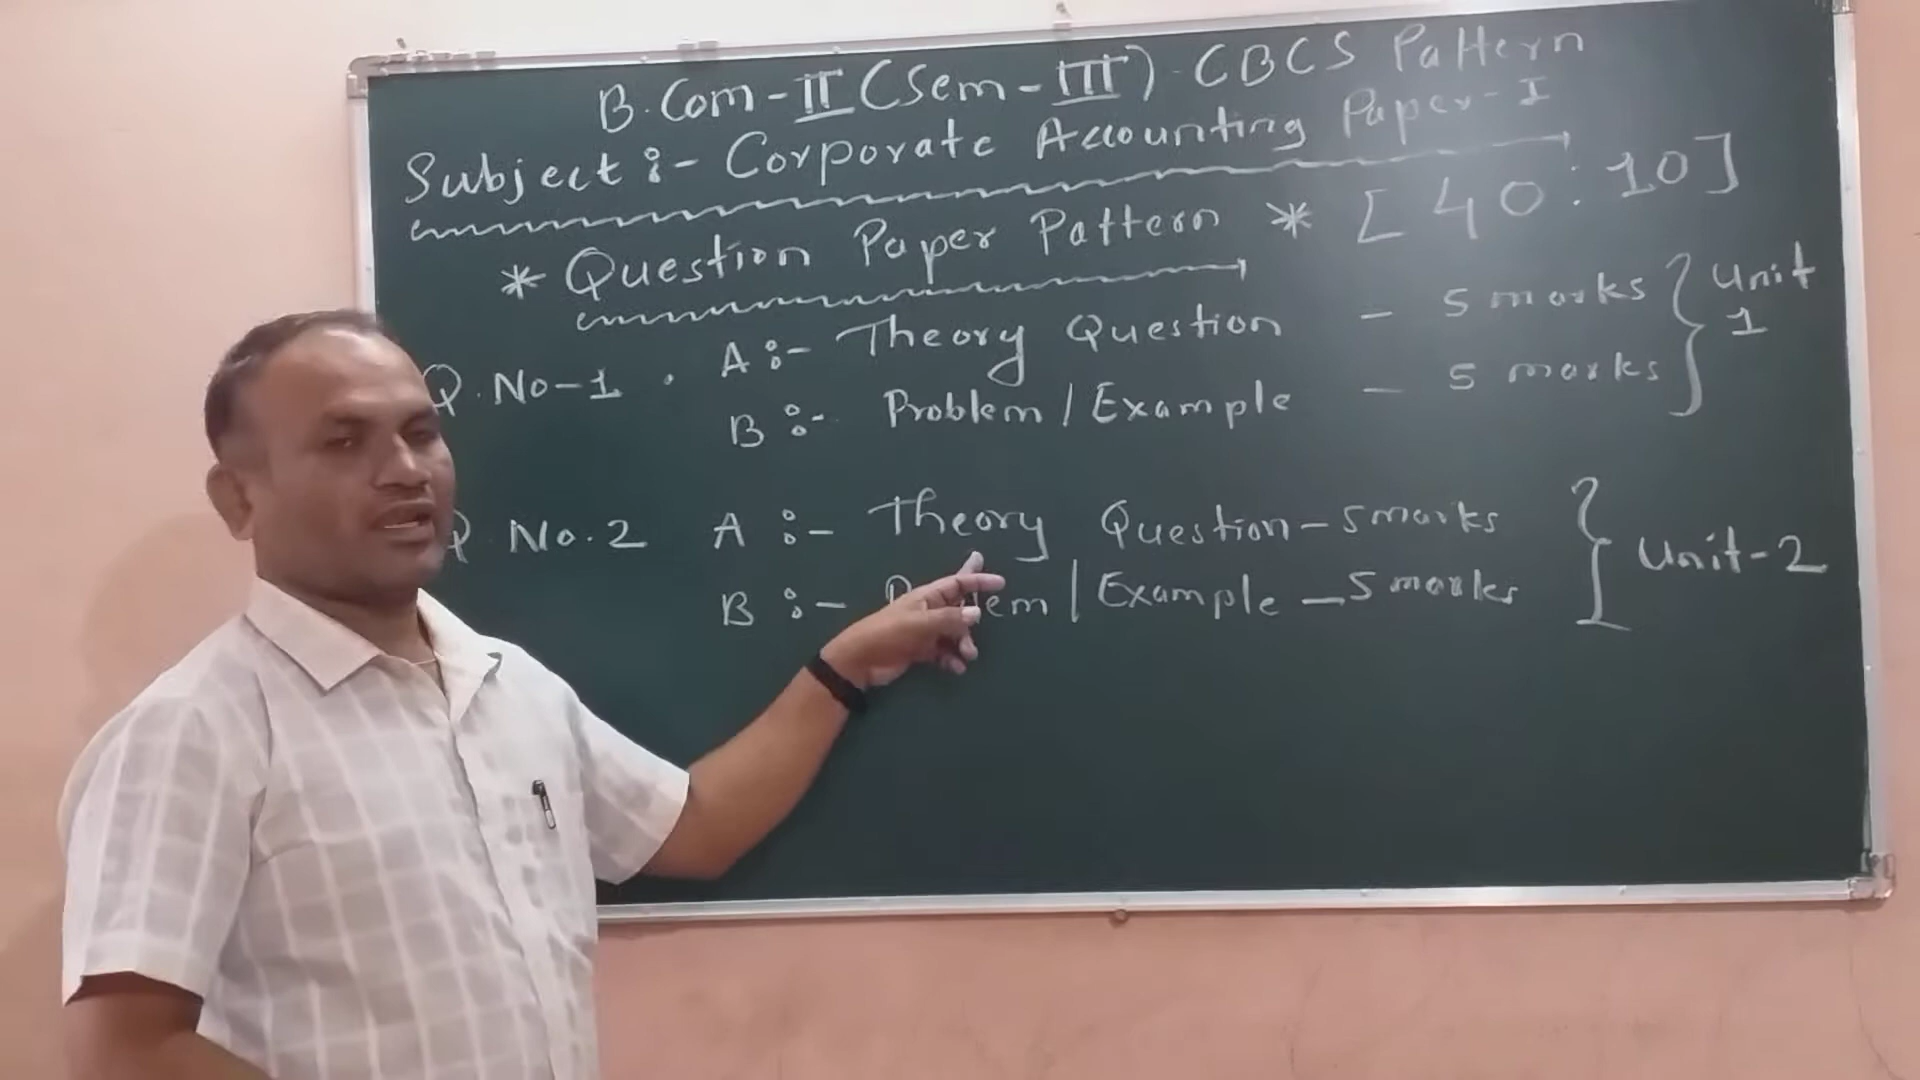 B.Com-II (Sem-III) - CBCS Pattern
Subject :- Corporate Accounting Paper-I
* Question Paper Pattern * [40:10]
Q.No-1. A :- Theory Question - 5 marks } Unit 1
B :- Problem / Example - 5 marks
Q No.2 A :- Theory Question - 5 marks } Unit-2
B :- / Example - 5 marks